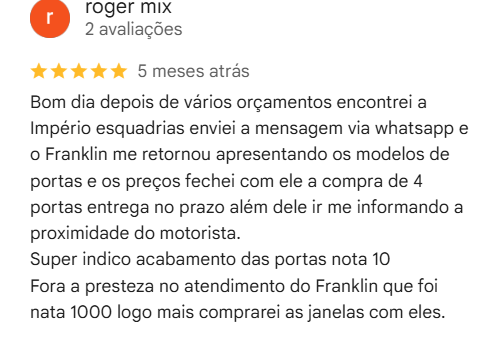 r
roger mix
2 avaliações
5 meses atrás
Bom dia depois de vários orçamentos encontrei a
Império esquadrias enviei a mensagem via whatsapp e
o Franklin me retornou apresentando os modelos de
portas e os preços fechei com ele a compra de 4
portas entrega no prazo além dele ir me informando a
proximidade do motorista.
Super indico acabamento das portas nota 10
Fora a presteza no atendimento do Franklin que foi
nata 1000 logo mais comprarei as janelas com eles.